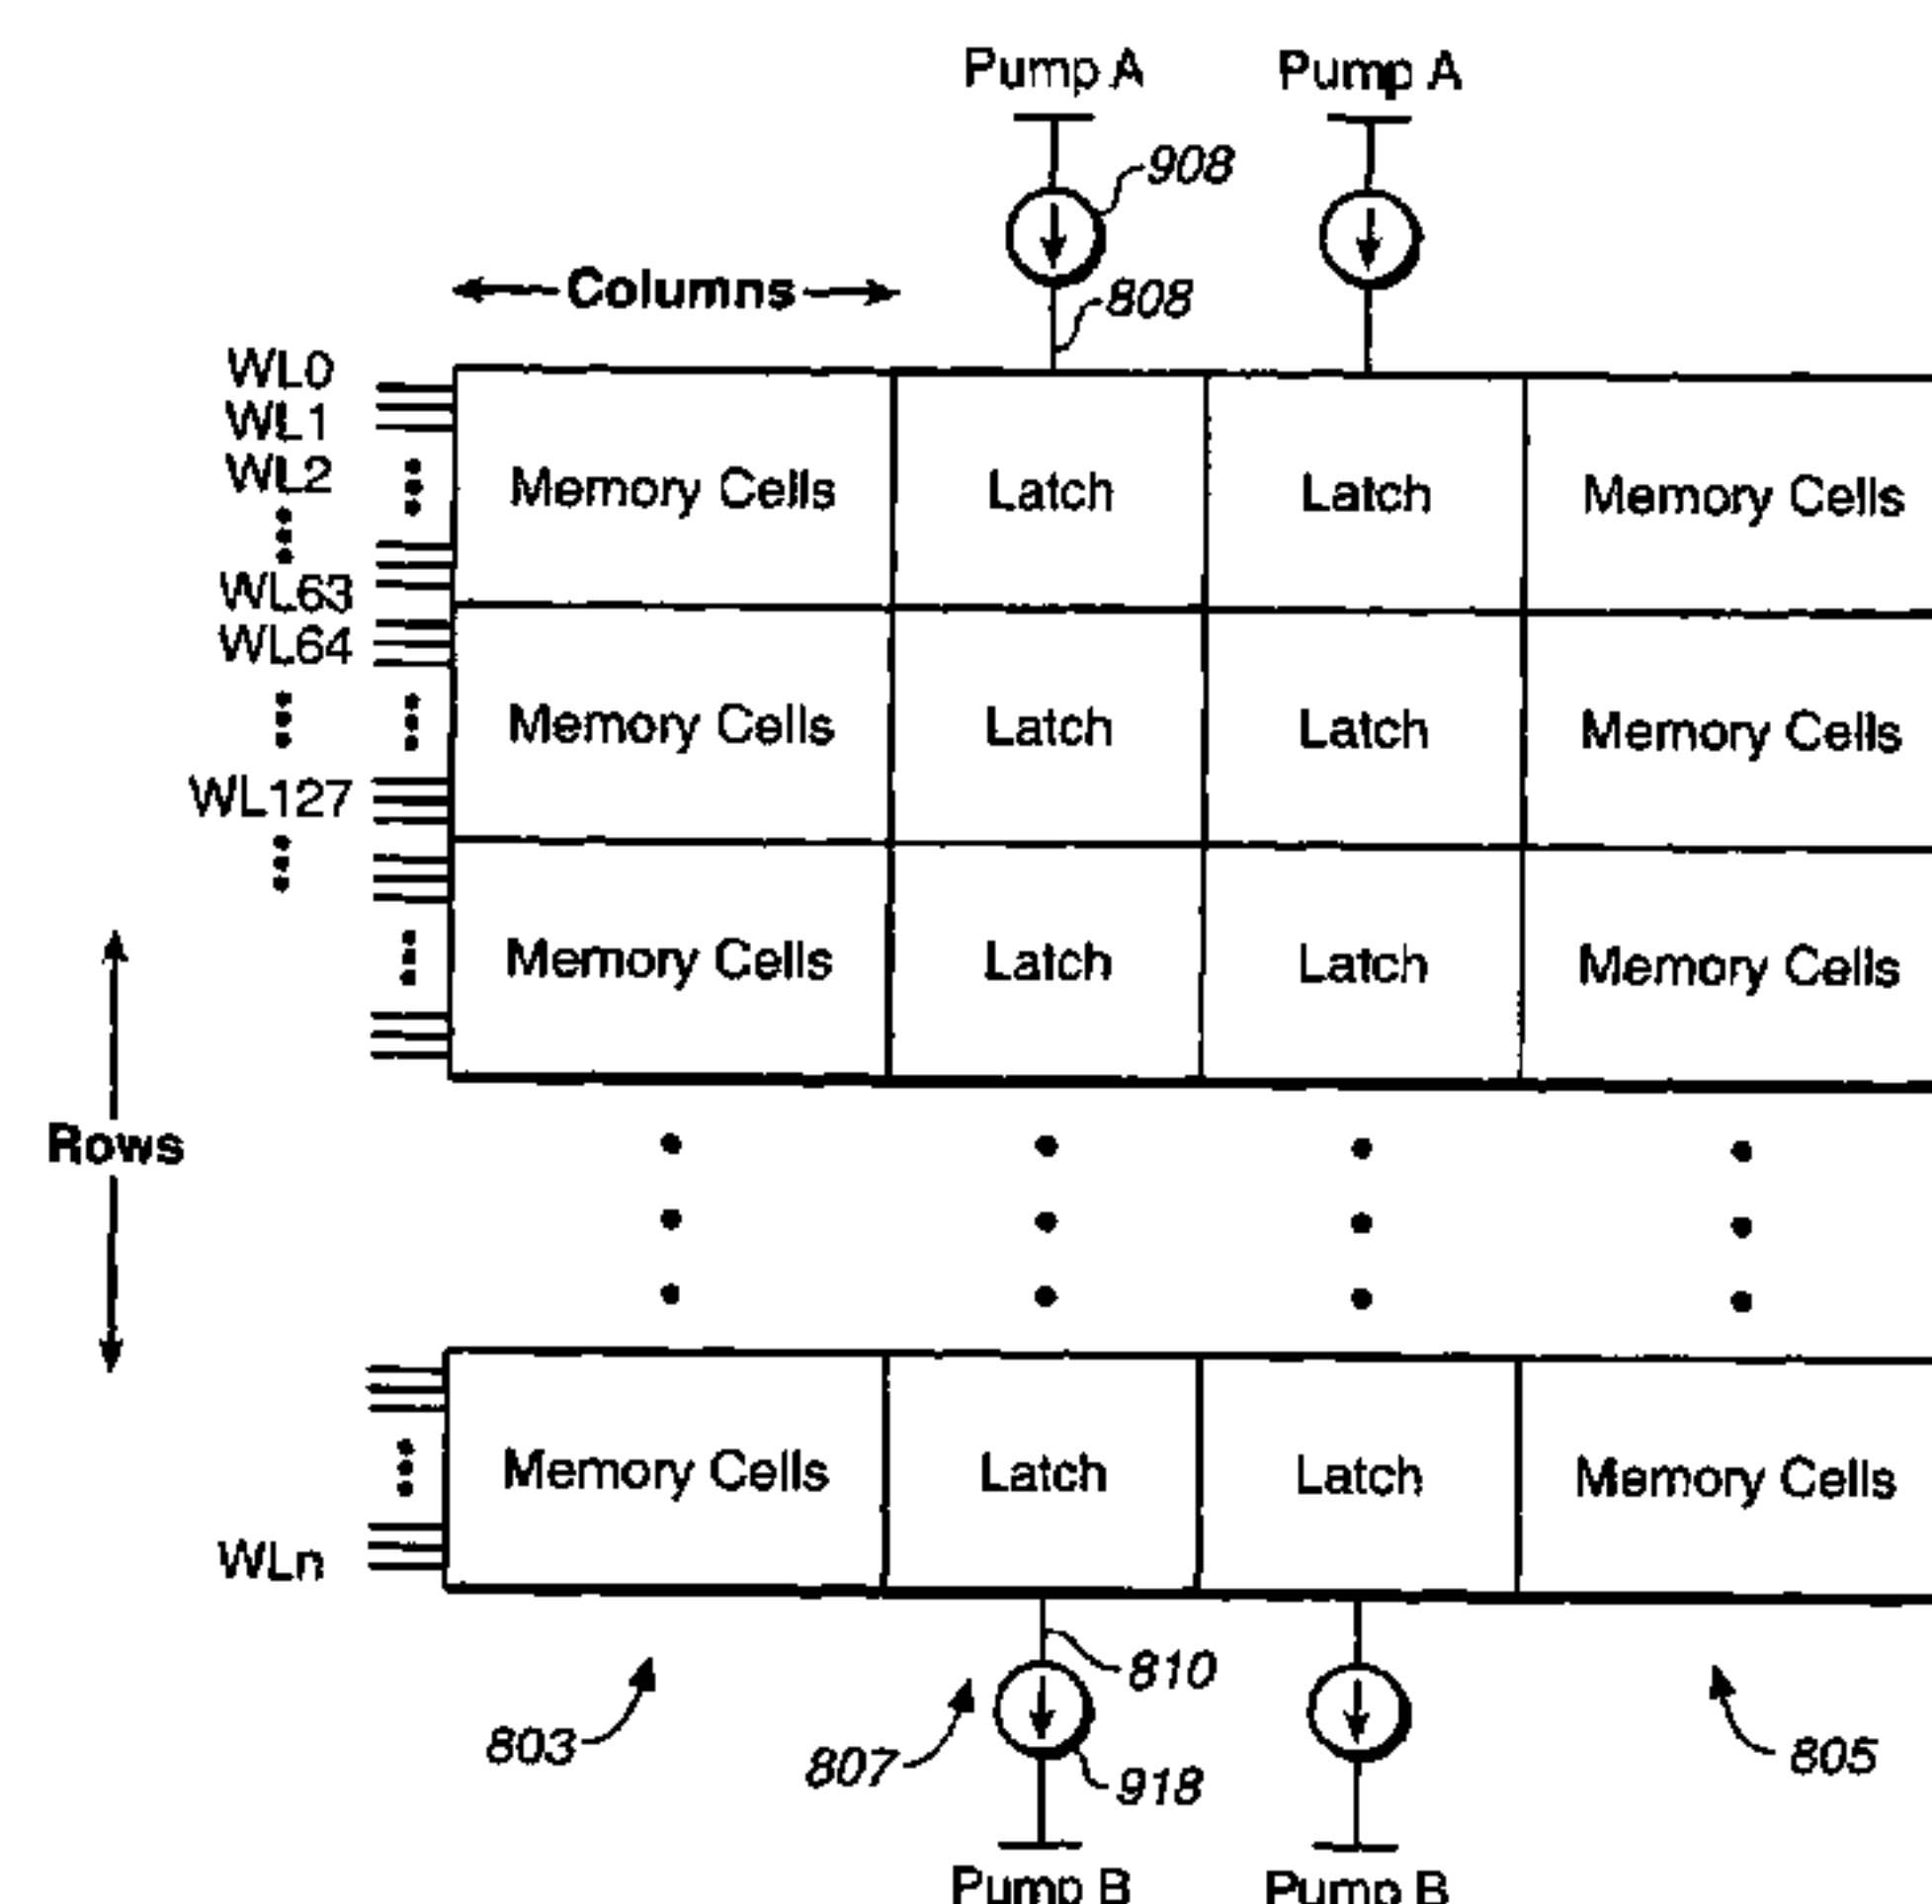 Pump A Pump A
908
Columns
808
WL0
WL1
WL2
WL63
WL64
WL127
Memory Cells Latch Latch Memory Cells
Memory Cells Latch Latch Memory Cells
Memory Cells Latch Latch Memory Cells
Rows
Memory Cells Latch Latch Memory Cells
WLn
810
803
807
918
805
Pump B Pump B